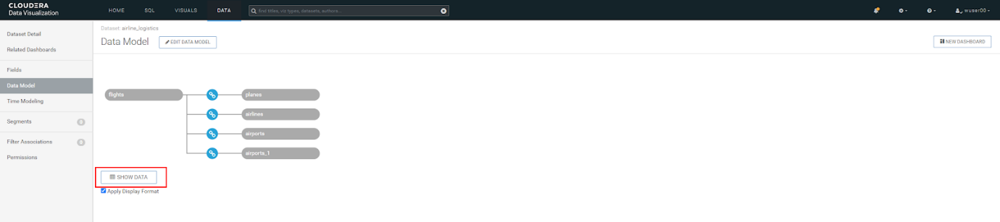 CLOUDERA
Data Visualization
HOME SQL VISUALS DATA find titles, viz types, datasets, authors... wuser00
Dataset Detail
Related Dashboards
Fields
Data Model
Time Modeling
Segments 0
Filter Associations 0
Permissions
Dataset: airline_logistics
Data Model EDIT DATA MODEL NEW DASHBOARD
flights planes
airlines
airports
airports_1
SHOW DATA
Apply Display Format